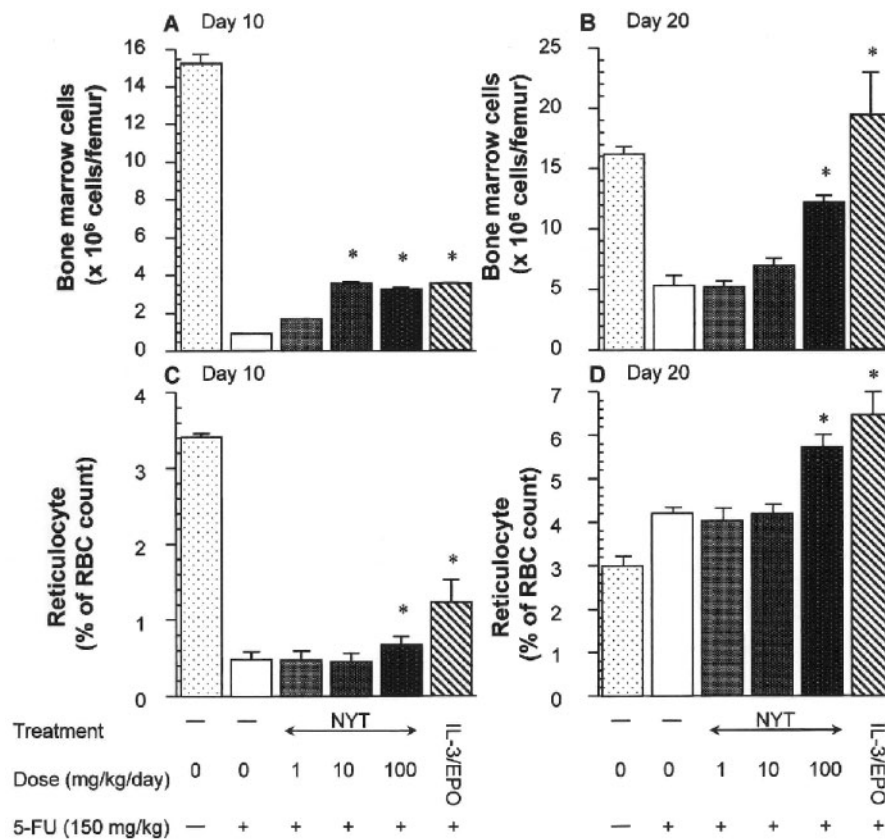 A Day 10
B Day 20
Bone marrow cells
(x 10⁶ cells/femur)
16
14
12
10
8
6
4
2
0
* * *
Bone marrow cells
(x 10⁶ cells/femur)
25
20
15
10
5
0
* *
C Day 10
D Day 20
Reticulocyte
(% of RBC count)
4
3
2
1
0
* *
Reticulocyte
(% of RBC count)
7
6
5
4
3
2
1
0
* *
Treatment — — NYT IL-3/EPO — — NYT IL-3/EPO
Dose (mg/kg/day) 0 0 1 10 100 0 0 1 10 100
5-FU (150 mg/kg) — + + + + + — + + + + +